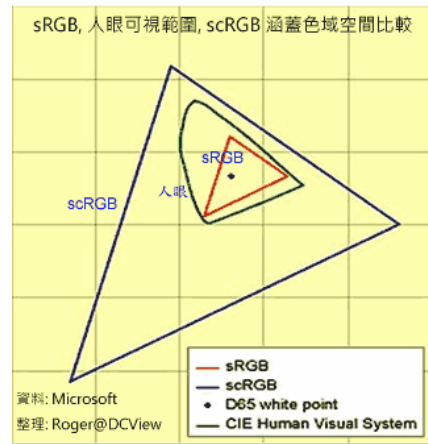 sRGB, 人眼可視範圍, scRGB 涵蓋色域空間比較
sRGB
人眼
scRGB
sRGB
scRGB
D65 white point
CIE Human Visual System
資料: Microsoft
整理: Roger@DCView